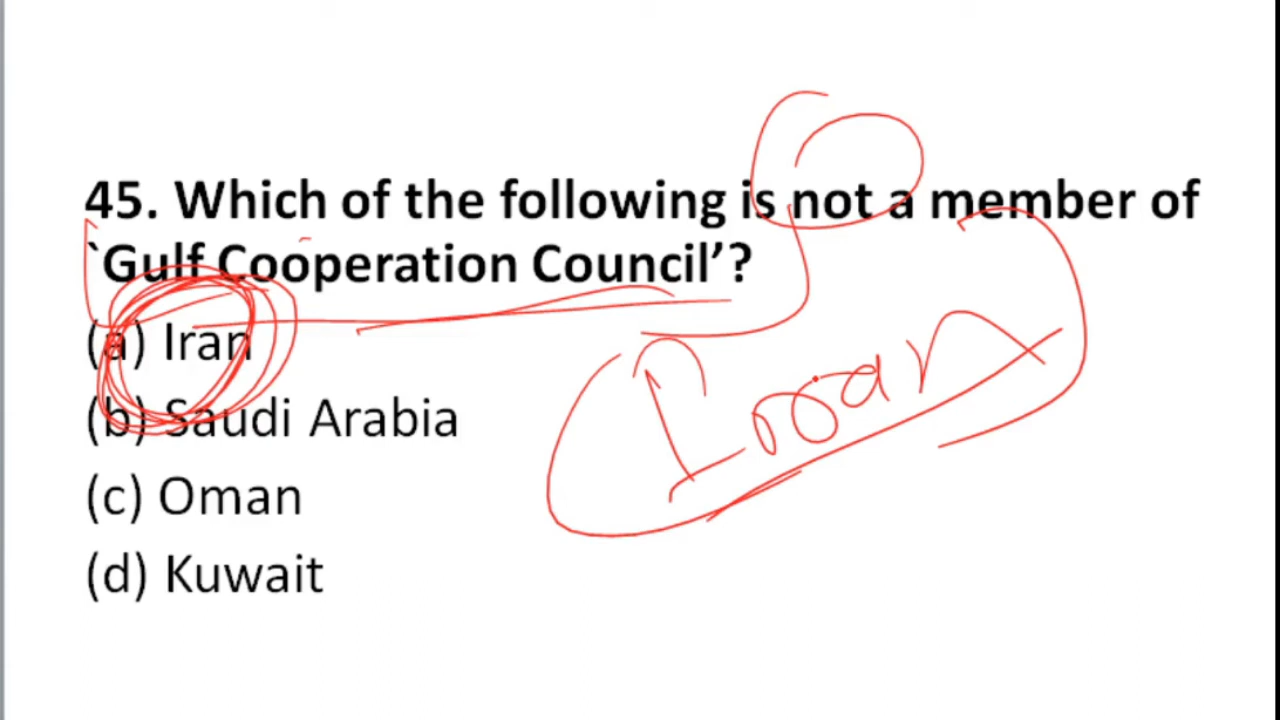 45. Which of the following is not a member of
`Gulf Cooperation Council’?
(a) Iran
(b) Saudi Arabia
(c) Oman
(d) Kuwait
Iran